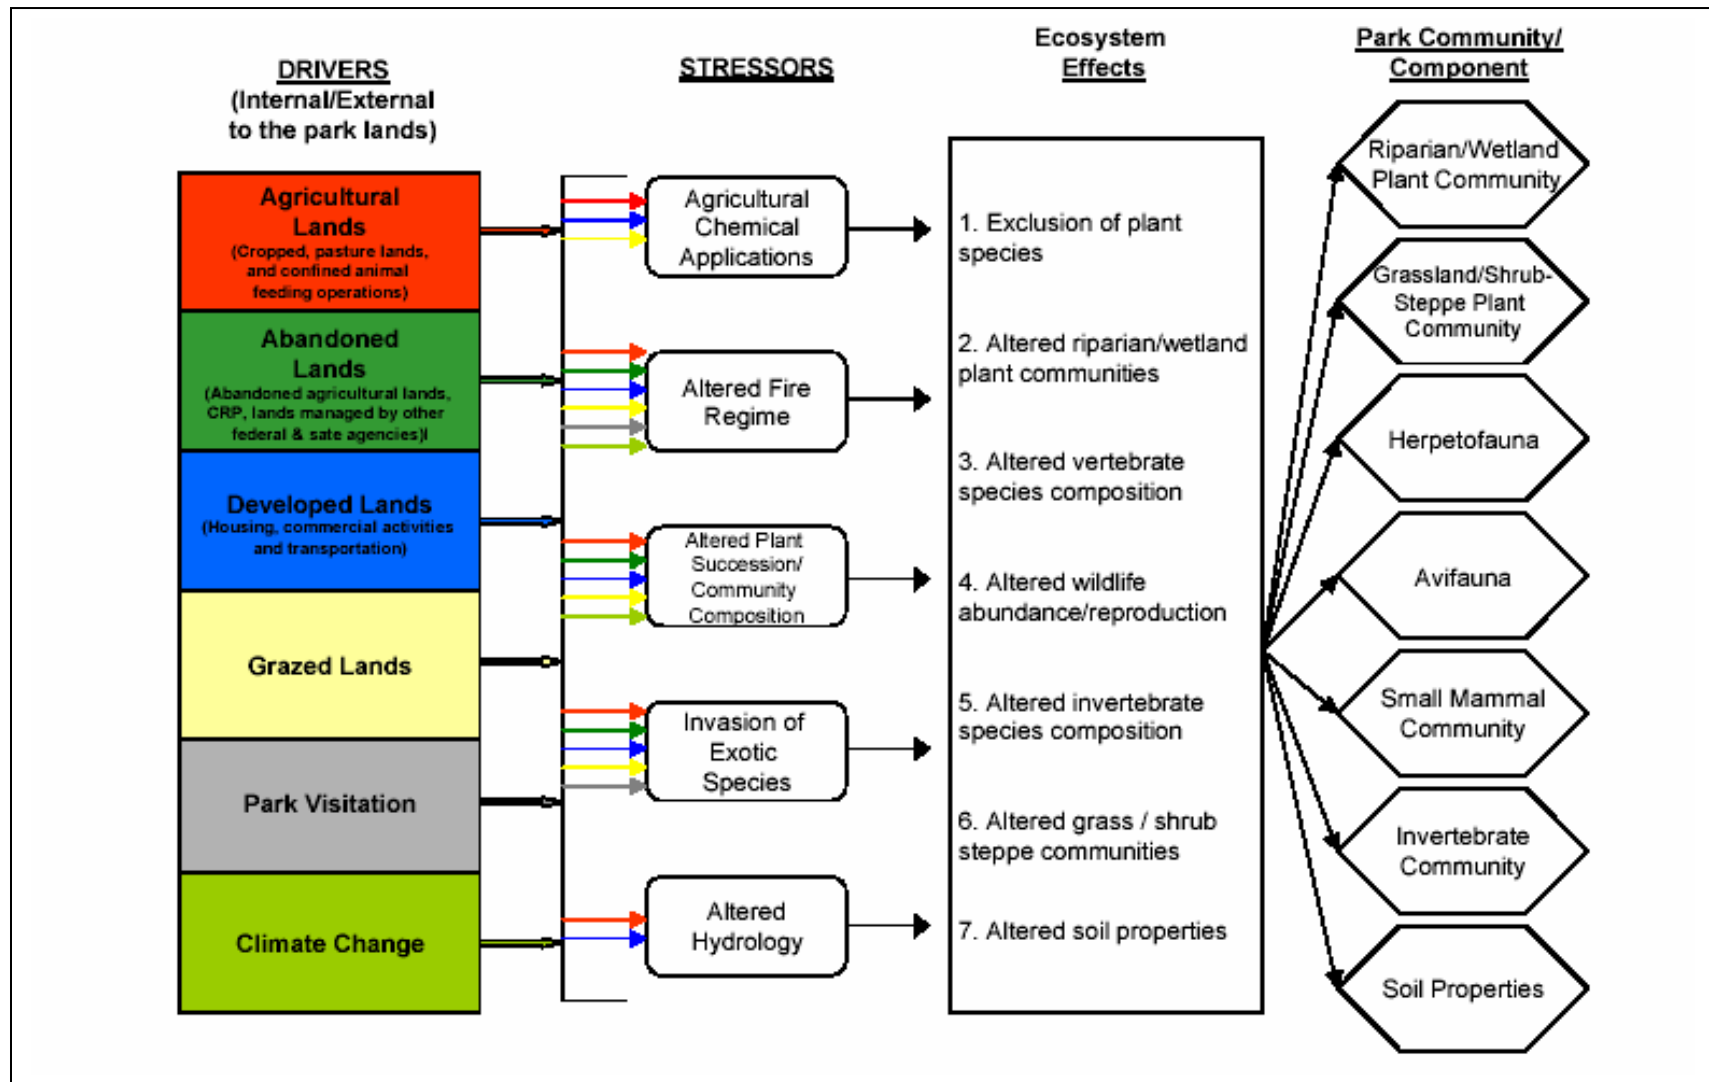 DRIVERS
(Internal/External
to the park lands)
Agricultural
Lands
(Cropped, pasture lands,
and confined animal
feeding operations)
Abandoned
Lands
(Abandoned agricultural lands,
CRP, lands managed by other
federal & sate agencies)l
Developed Lands
(Housing, commercial activities
and transportation)
Grazed Lands
Park Visitation
Climate Change
STRESSORS
Agricultural
Chemical
Applications
Altered Fire
Regime
Altered Plant
Succession/
Community
Composition
Invasion of
Exotic
Species
Altered
Hydrology
Ecosystem
Effects
1. Exclusion of plant
species
2. Altered riparian/wetland
plant communities
3. Altered vertebrate
species composition
4. Altered wildlife
abundance/reproduction
5. Altered invertebrate
species composition
6. Altered grass / shrub
steppe communities
7. Altered soil properties
Park Community/
Component
Riparian/Wetland
Plant Community
Grassland/Shrub-
Steppe Plant
Community
Herpetofauna
Avifauna
Small Mammal
Community
Invertebrate
Community
Soil Properties